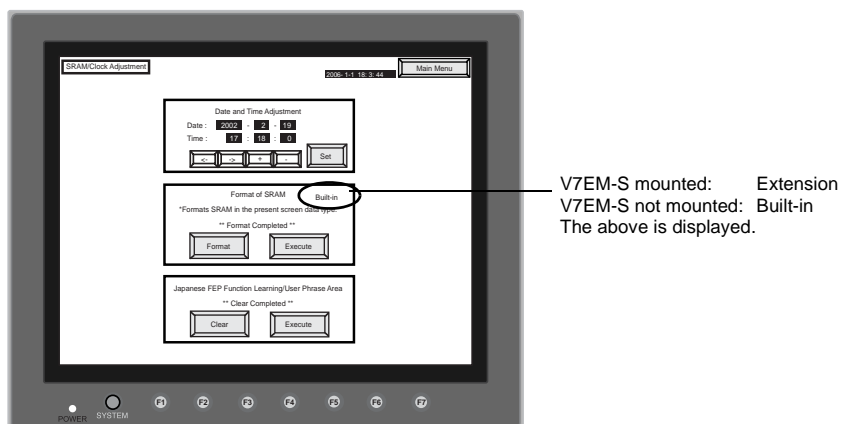 SRAM/Clock Adjustment
2006- 1-1 18: 3: 44
Main Menu
Date and Time Adjustment
Date : 2002 - 2 - 19
Time : 17 : 18 : 0
<- -> + - Set
Format of SRAM Built-in
*Formats SRAM in the present screen data type.
** Format Completed **
Format Execute
Japanese FEP Function Learning/User Phrase Area
** Clear Completed **
Clear Execute
V7EM-S mounted: Extension
V7EM-S not mounted: Built-in
The above is displayed.
POWER SYSTEM F1 F2 F3 F4 F5 F6 F7